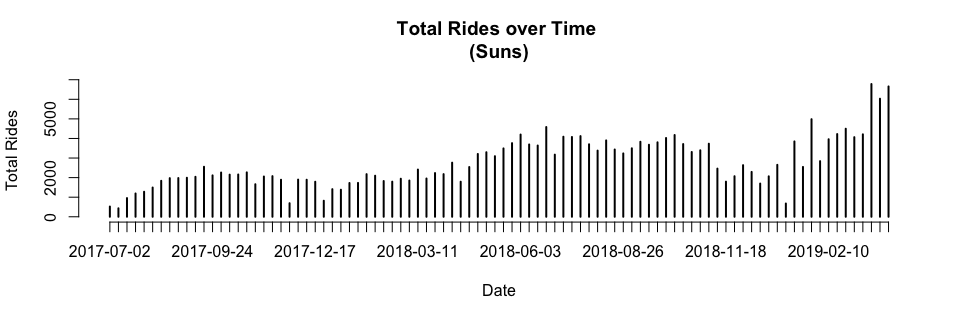 Total Rides over Time
(Suns)
Total Rides
5000
2000
0
2017-07-02 2017-09-24 2017-12-17 2018-03-11 2018-06-03 2018-08-26 2018-11-18 2019-02-10
Date